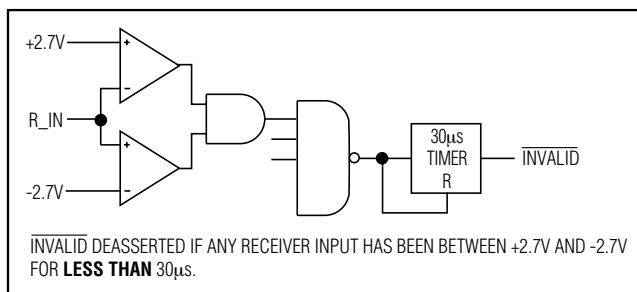 +2.7V
+
-
R_IN
+
-
-2.7V
30μs
TIMER
R
INVALID
INVALID DEASSERTED IF ANY RECEIVER INPUT HAS BEEN BETWEEN +2.7V AND -2.7V
FOR LESS THAN 30μs.